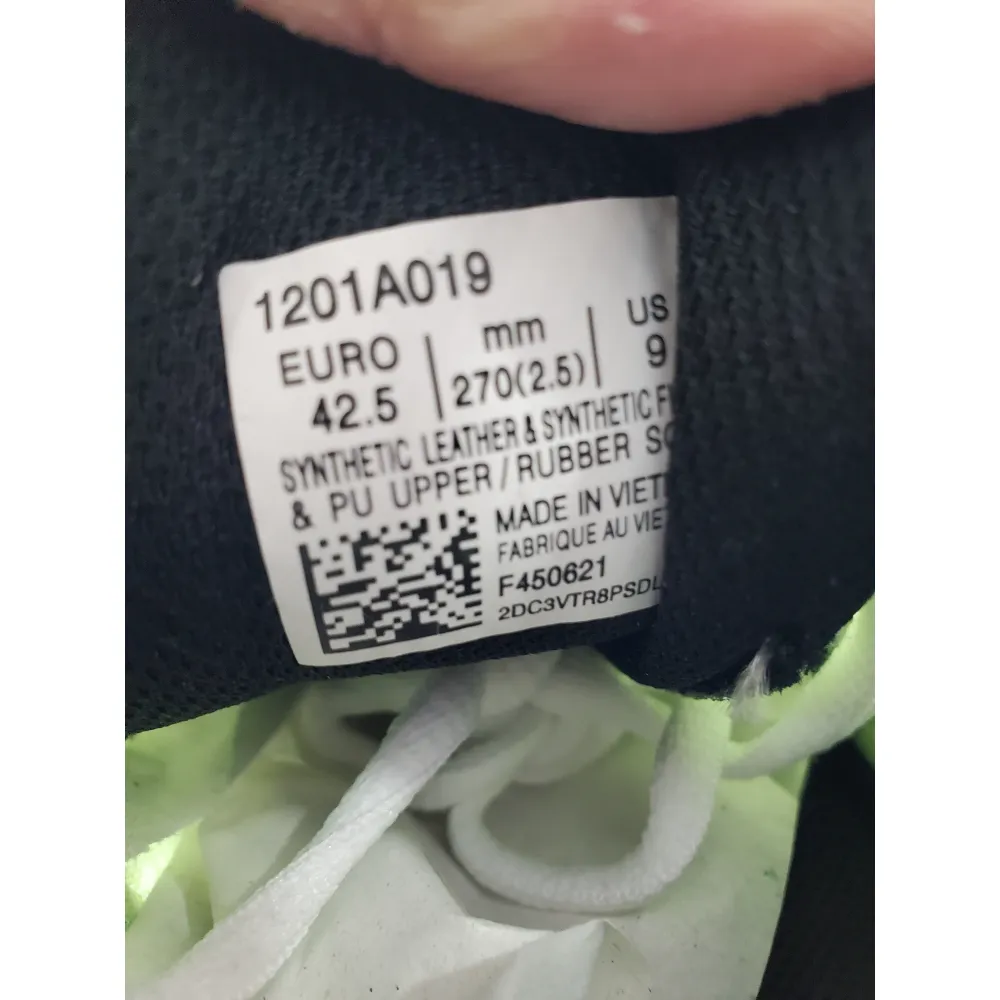 1201A019
EURO | mm | US
42.5 | 270(2.5) | 9
SYNTHETIC LEATHER & SYNTHETIC
& PU UPPER / RUBBER
MADE IN
FABRIQUE AU
F450621
2DC3VTR8PSDL